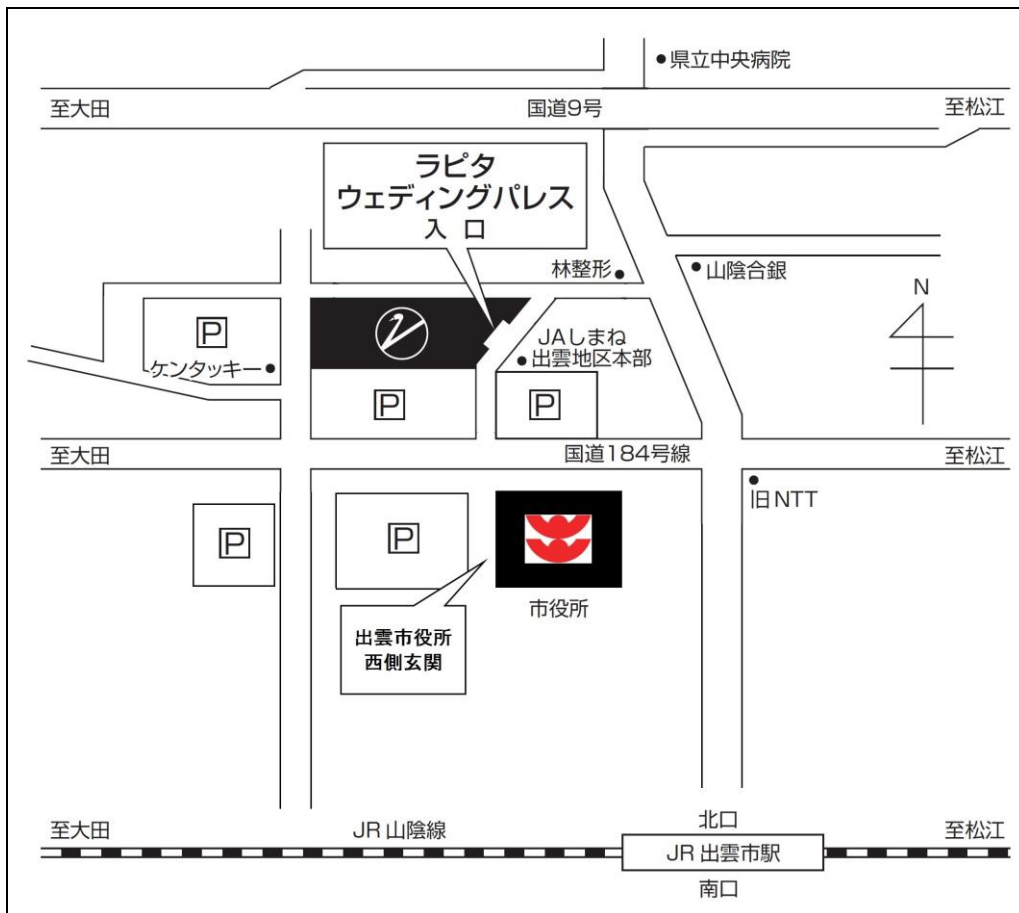 県立中央病院
至大田
国道9号
至松江
ラピタ
ウェディングパレス
入口
林整形
山陰合銀
N
P
ケンタッキー
JAしまね
出雲地区本部
P
P
至大田
国道184号線
至松江
旧NTT
P
P
市役所
出雲市役所
西側玄関
至大田
JR山陰線
北口
至松江
JR出雲市駅
南口